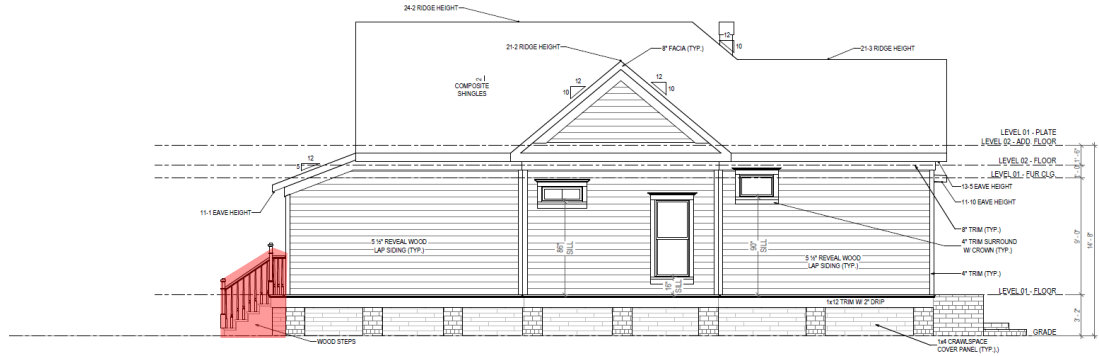 24-2 RIDGE HEIGHT
12
10
21-2 RIDGE HEIGHT
8" FACIA (TYP.)
21-3 RIDGE HEIGHT
12
10
12
10
2
COMPOSITE
SHINGLES
LEVEL 01 - PLATE
LEVEL 02 - ADD. FLOOR
12
5
LEVEL 02 - FLOOR
LEVEL 01 - FUR CLG.
13-5 EAVE HEIGHT
11-10 EAVE HEIGHT
11-1 EAVE HEIGHT
8" TRIM (TYP.)
5 ½" REVEAL WOOD
LAP SIDING (TYP.)
86"
SILL
90"
SILL
4" TRIM SURROUND
W/ CROWN (TYP.)
5 ½" REVEAL WOOD
LAP SIDING (TYP.)
4" TRIM (TYP.)
16"
SILL
LEVEL 01 - FLOOR
1x12 TRIM W/ 2" DRIP
GRADE
WOOD STEPS
1x4 CRAWLSPACE
COVER PANEL (TYP.).)